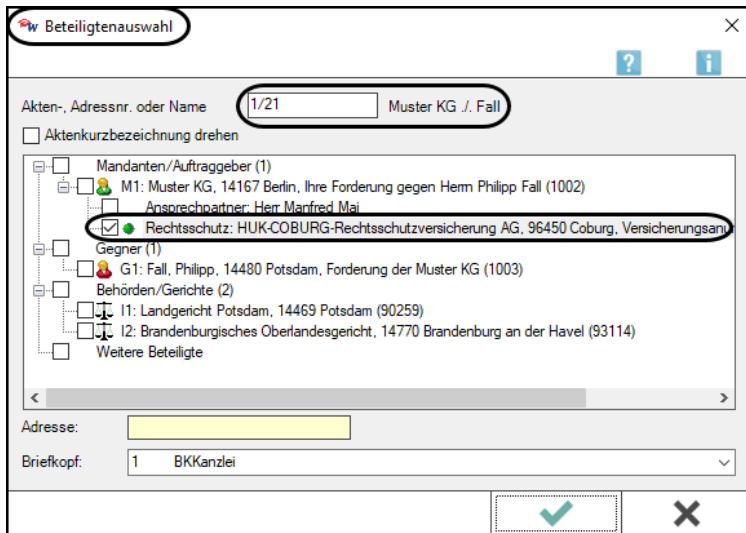 Beteiligtenauswahl
Akten-, Adressnr. oder Name 1/21 Muster KG ./. Fall
Aktenkurzbezeichnung drehen
Mandanten/Auftraggeber (1)
M1: Muster KG, 14167 Berlin, Ihre Forderung gegen Herrn Philipp Fall (1002)
Ansprechpartner: Herr Manfred Mai
Rechtsschutz: HUK-COBURG-Rechtsschutzversicherung AG, 96450 Coburg,
Gegner (1)
G1: Fall, Philipp, 14480 Potsdam, Forderung der Muster KG (1003)
Behörden/Gerichte (2)
I1: Landgericht Potsdam, 14469 Potsdam (90259)
I2: Brandenburgisches Oberlandesgericht, 14770 Brandenburg an der Havel (93114)
Weitere Beteiligte
Adresse:
Briefkopf: 1 BKKanzlei